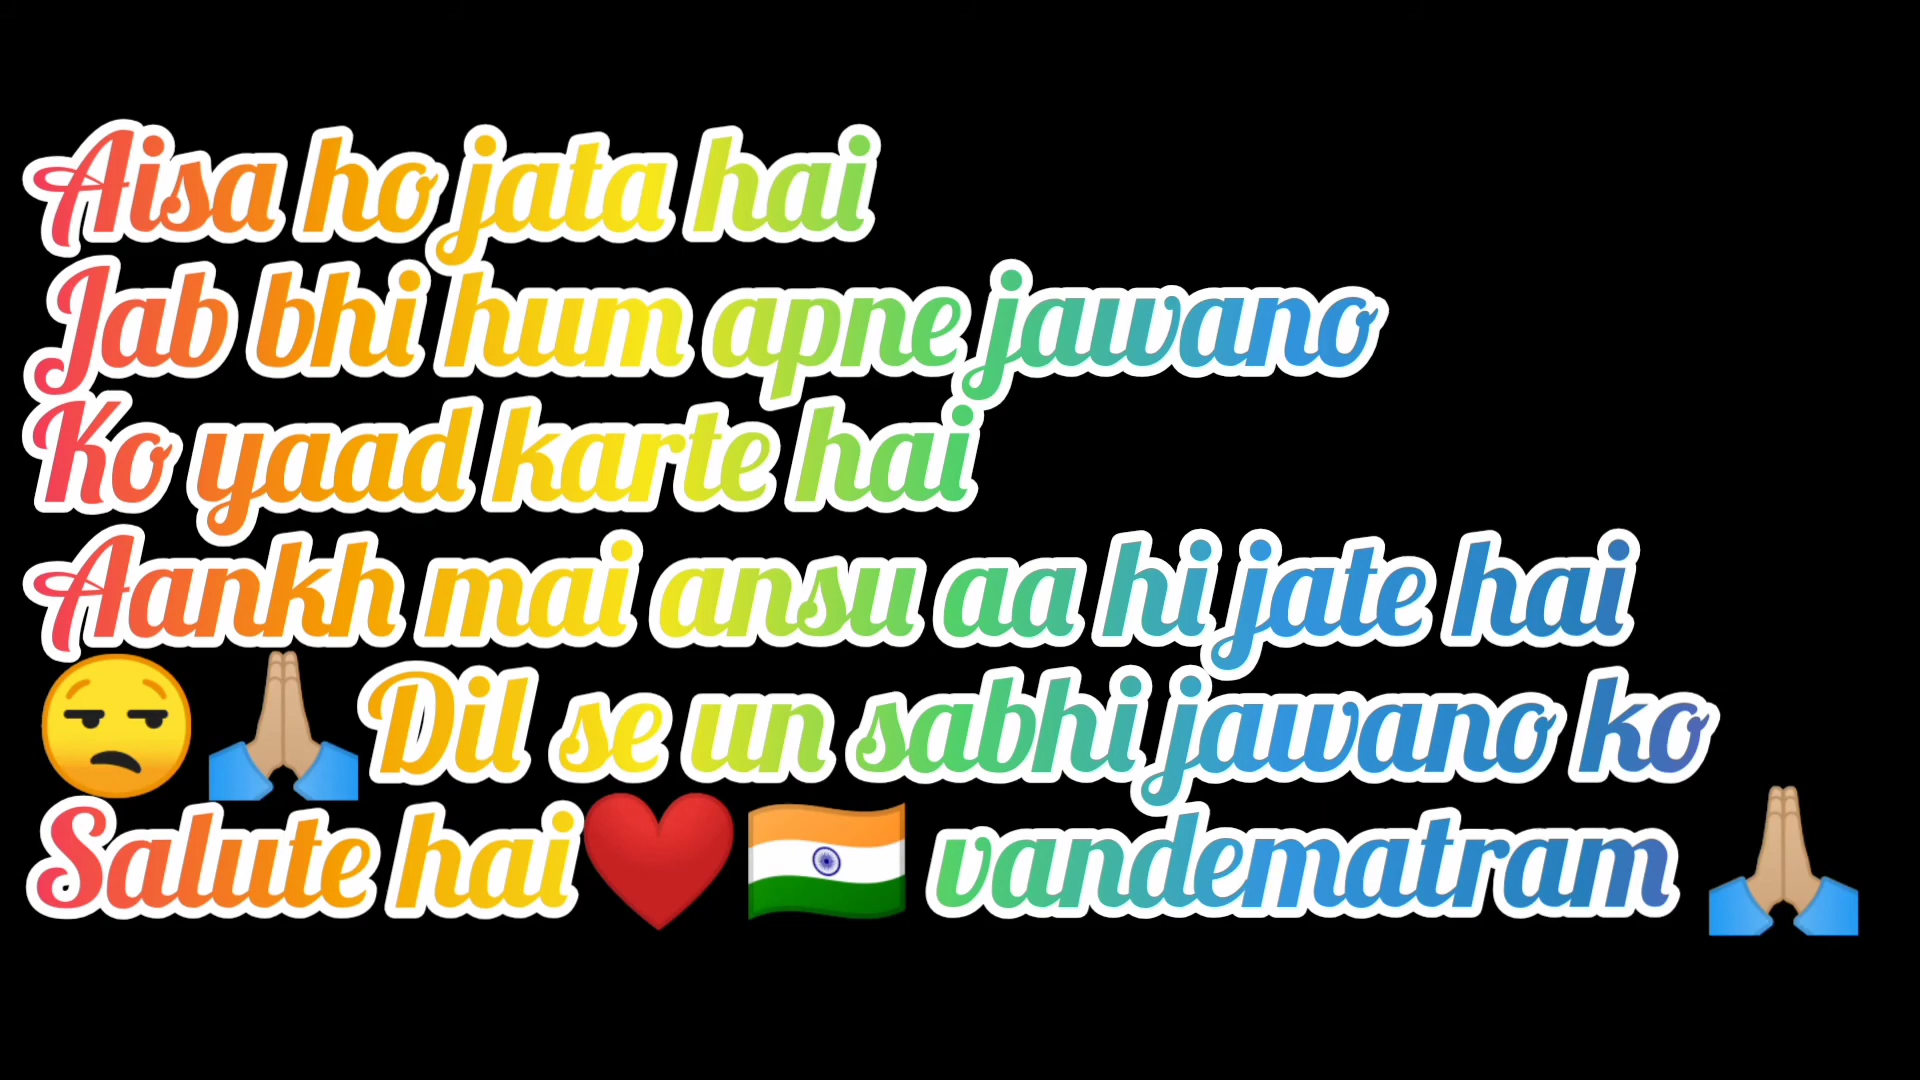 Aisa ho jata hai
Jab bhi hum apne jawano
Ko yaad karte hai
Aankh mai ansu aa hi jate hai
😒🙏🏼Dil se un sabhi jawano ko
Salute hai❤️🇮🇳 vandematram 🙏🏼